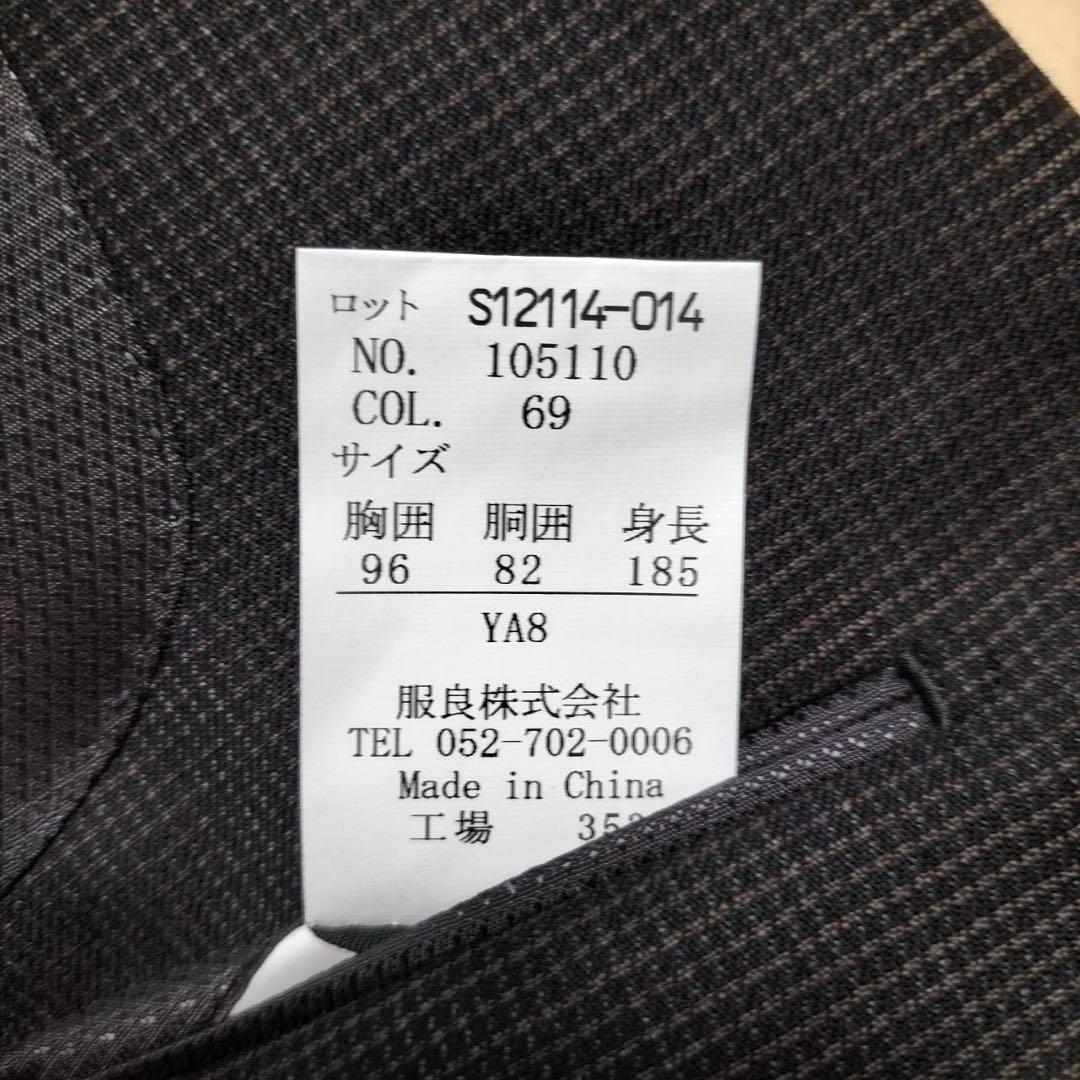 ロット S12114-014
NO. 105110
COL. 69
サイズ
胸囲 胴囲 身長
96 82 185
YA8
服良株式会社
TEL 052-702-0006
Made in China
工場